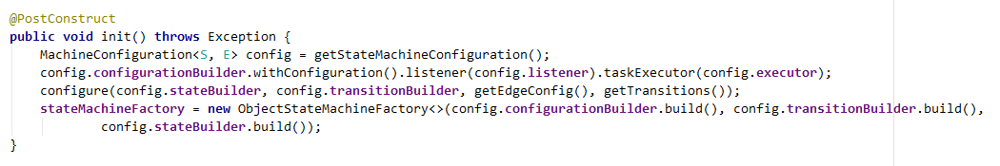 @PostConstruct
public void init() throws Exception {
    MachineConfiguration<S, E> config = getStateMachineConfiguration();
    config.configurationBuilder.withConfiguration().listener(config.listener).taskExecutor(config.executor);
    configure(config.stateBuilder, config.transitionBuilder, getEdgeConfig(), getTransitions());
    stateMachineFactory = new ObjectStateMachineFactory<>(config.configurationBuilder.build(), config.transitionBuilder.build(),
            config.stateBuilder.build());
}